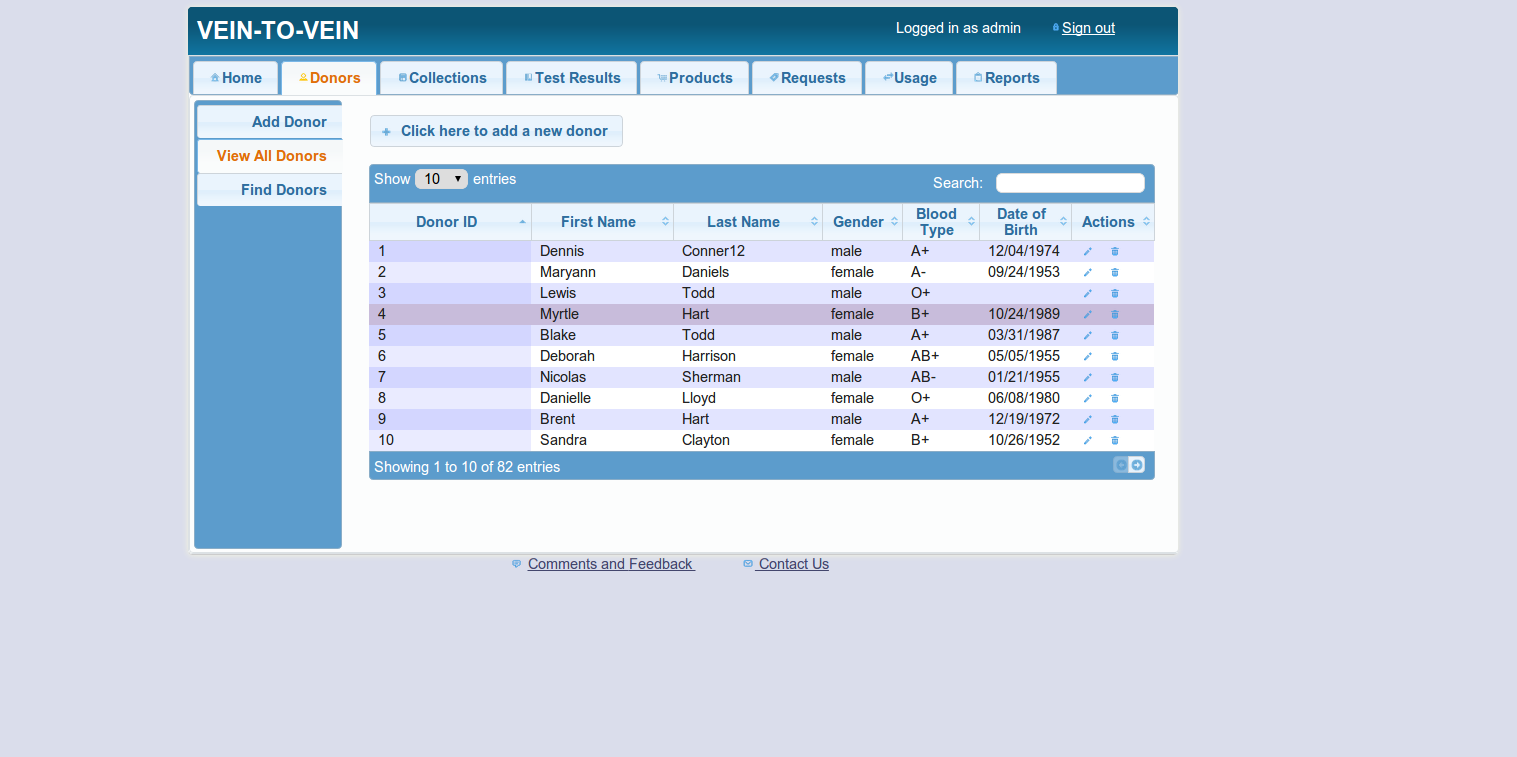 VEIN-TO-VEIN Logged in as admin Sign out
Home Donors Collections Test Results Products Requests Usage Reports
Add Donor
View All Donors
Find Donors
Click here to add a new donor
Show 10 entries Search:
Donor ID First Name Last Name Gender Blood Type Date of Birth Actions
1 Dennis Conner12 male A+ 12/04/1974
2 Maryann Daniels female A- 09/24/1953
3 Lewis Todd male O+
4 Myrtle Hart female B+ 10/24/1989
5 Blake Todd male A+ 03/31/1987
6 Deborah Harrison female AB+ 05/05/1955
7 Nicolas Sherman male AB- 01/21/1955
8 Danielle Lloyd female O+ 06/08/1980
9 Brent Hart male A+ 12/19/1972
10 Sandra Clayton female B+ 10/26/1952
Showing 1 to 10 of 82 entries
Comments and Feedback Contact Us